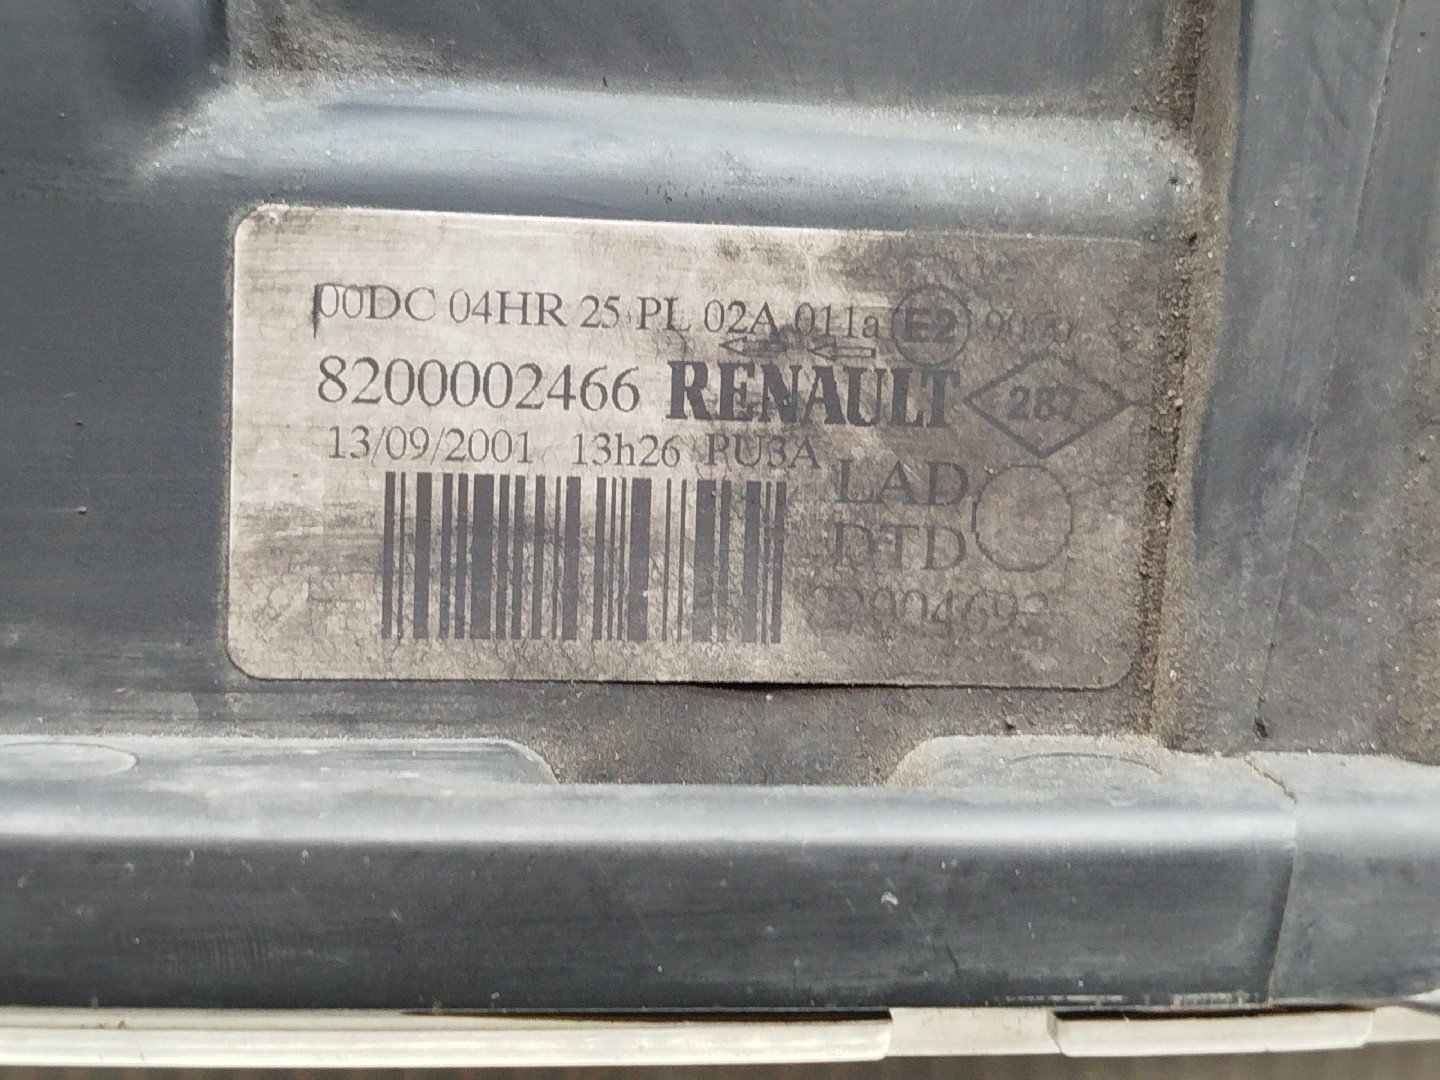 00DC 04HR 25 PL 02A 011a E2
8200002466 RENAULT 287
13/09/2001 13h26 PU3A
LAD
DTD